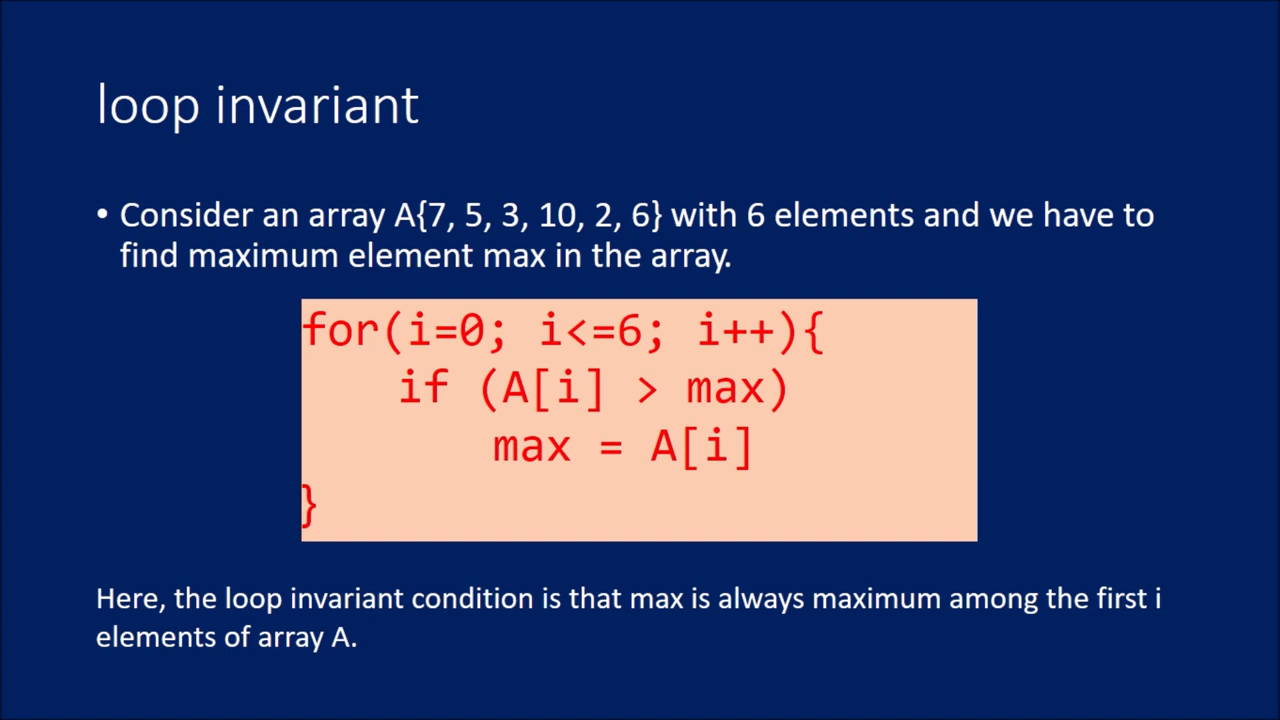 loop invariant
• Consider an array A{7, 5, 3, 10, 2, 6} with 6 elements and we have to
find maximum element max in the array.
for(i=0; i<=6; i++){
if (A[i] > max)
max = A[i]
}
Here, the loop invariant condition is that max is always maximum among the first i
elements of array A.